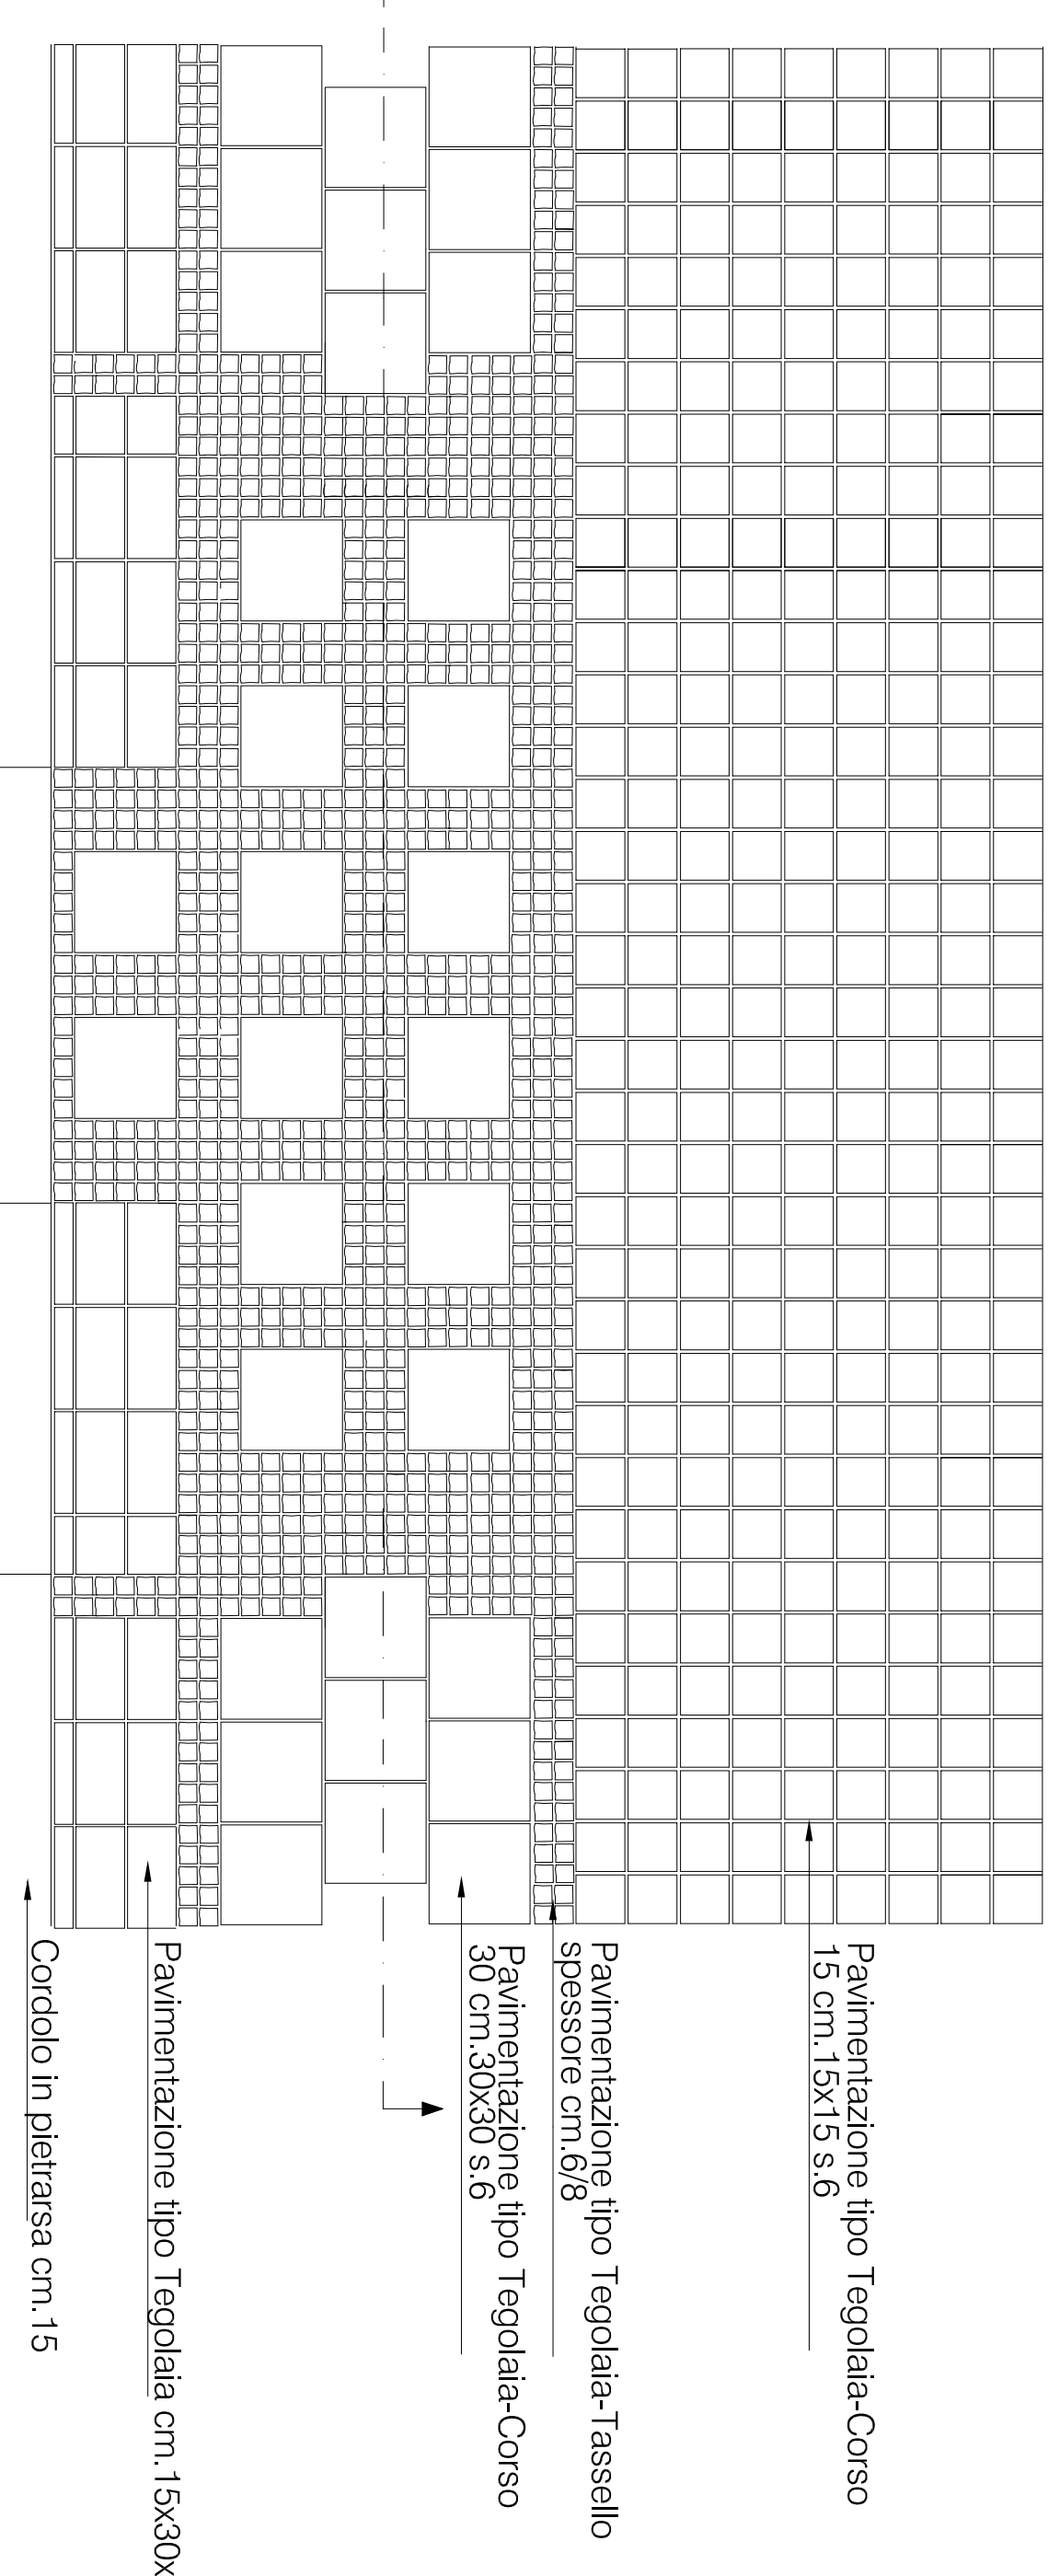 Pavimentazione tipo Tegolaia-Corso
15 cm.15x15 s.6
Pavimentazione tipo Tegolaia-Tassello
spessore cm.6/8
Pavimentazione tipo Tegolaia-Corso
30 cm.30x30 s.6
Pavimentazione tipo Tegolaia cm.15x30x
Cordolo in pietrarsa cm.15